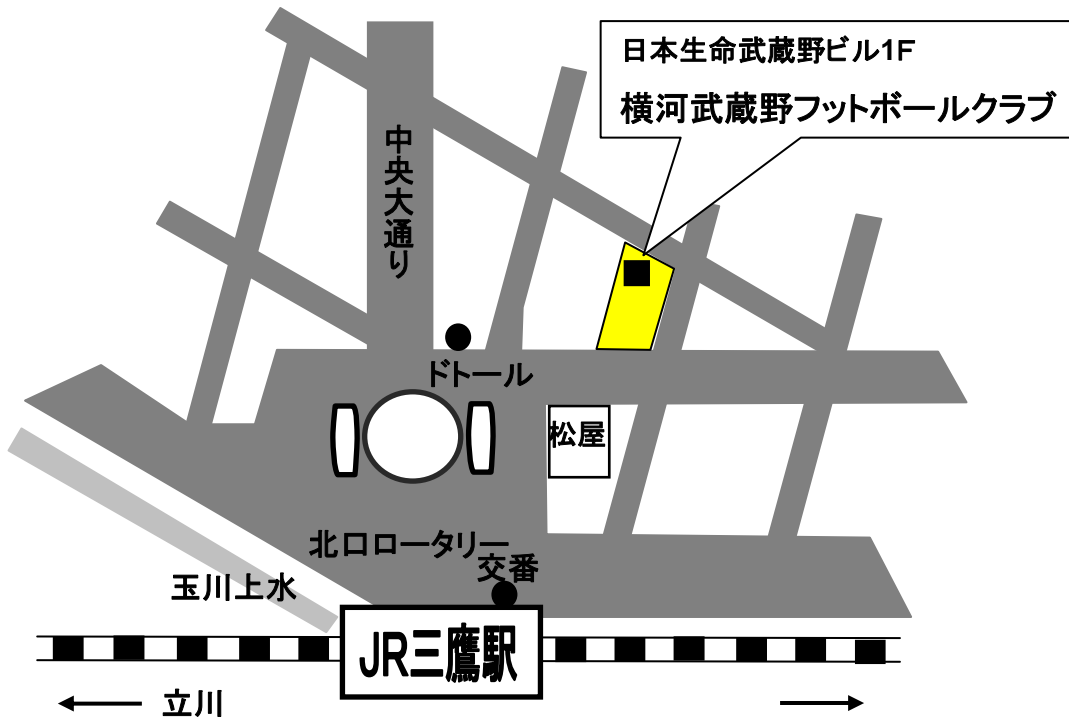 日本生命武蔵野ビル1F
横河武蔵野フットボールクラブ
中央大通り
ドトール
松屋
北口ロータリー
交番
玉川上水
JR三鷹駅
立川